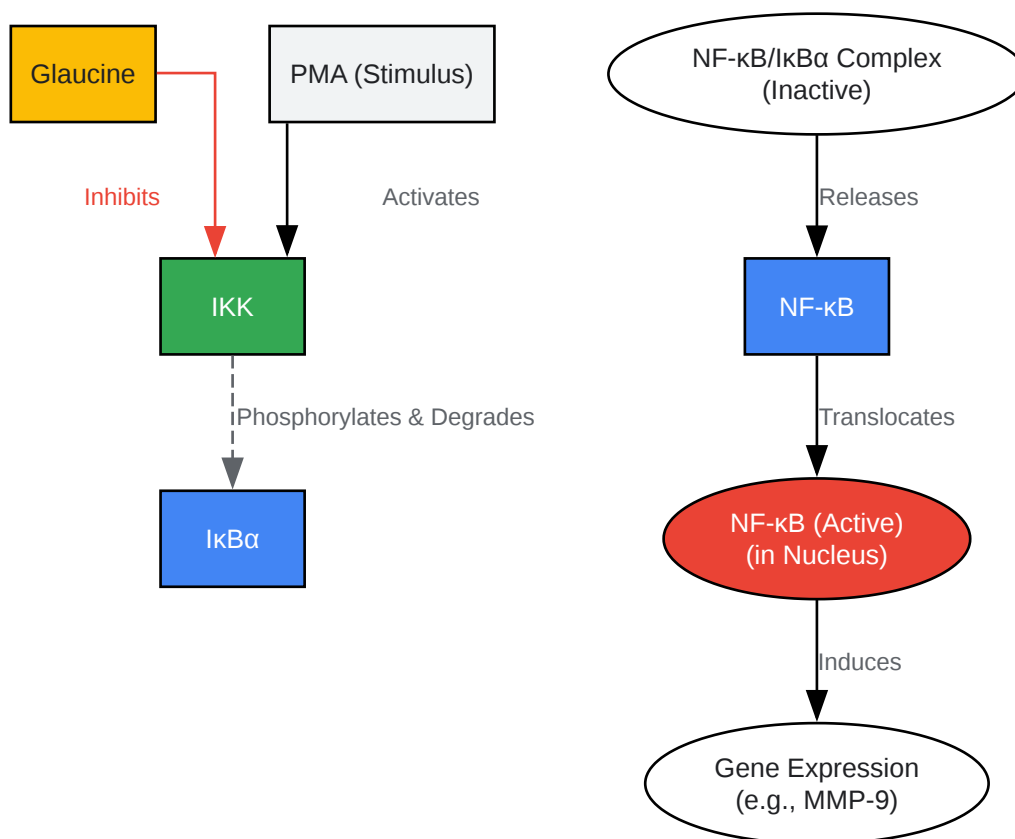 Glaucine
PMA (Stimulus)
NF-κB/IκBα Complex
(Inactive)
Inhibits
Activates
Releases
IKK
NF-κB
Phosphorylates & Degrades
Translocates
IκBα
NF-κB (Active)
(in Nucleus)
Induces
Gene Expression
(e.g., MMP-9)